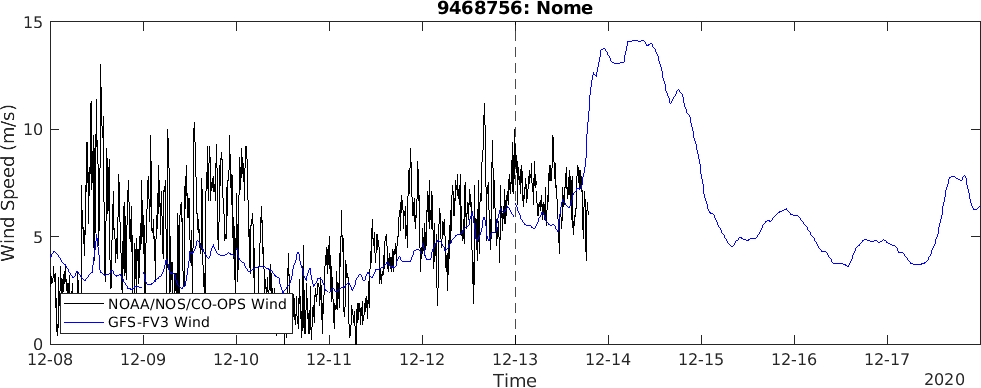 9468756: Nome
15
10
5
0
Wind Speed (m/s)
NOAA/NOS/CO-OPS Wind
GFS-FV3 Wind
12-08 12-09 12-10 12-11 12-12 12-13 12-14 12-15 12-16 12-17
Time
2020